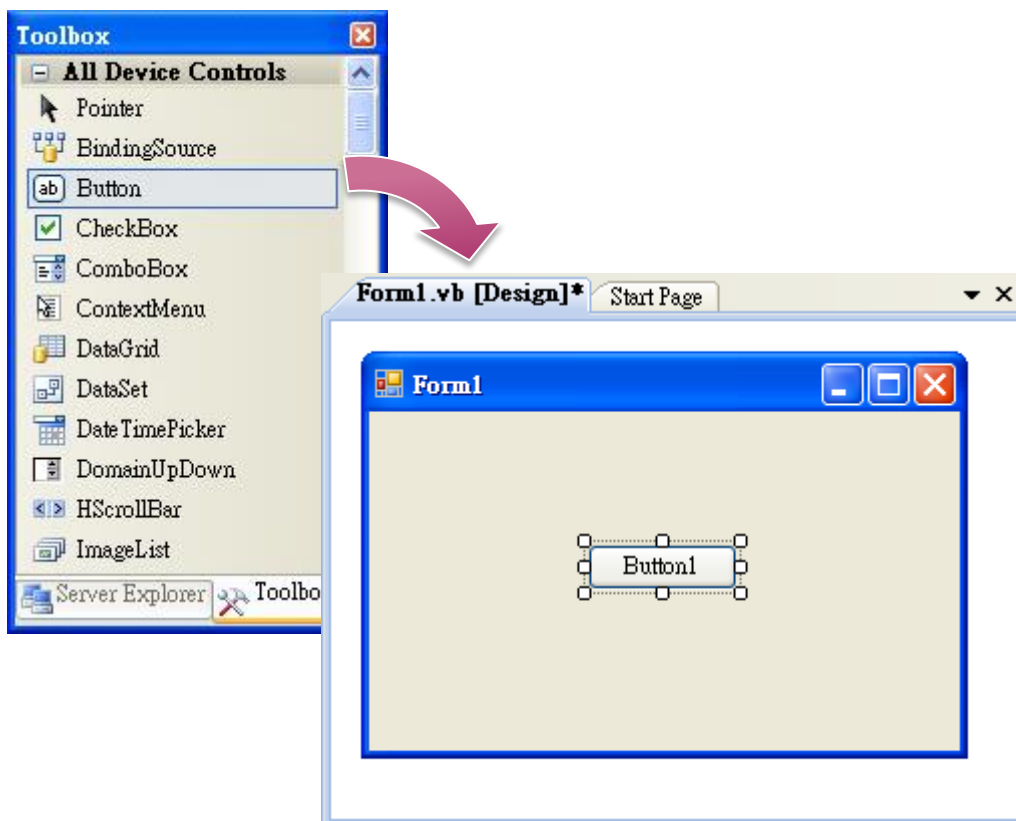 Toolbox
All Device Controls
Pointer
BindingSource
ab Button
CheckBox
ComboBox
ContextMenu
DataGrid
DataSet
DateTimePicker
DomainUpDown
HScrollBar
ImageList
Server Explorer Toolbo
Form1.vb [Design]* Start Page
Form1
Button1